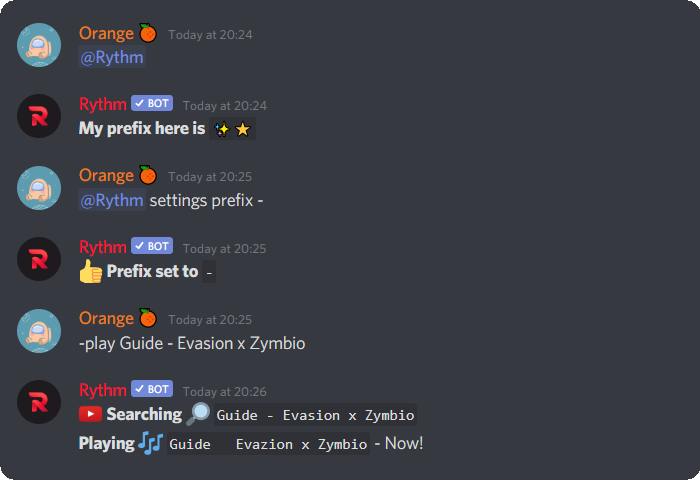 Orange 🍊 Today at 20:24
@Rythm
Rythm ✓ BOT Today at 20:24
My prefix here is ✨⭐
Orange 🍊 Today at 20:25
@Rythm settings prefix -
Rythm ✓ BOT Today at 20:25
👍 Prefix set to -
Orange 🍊 Today at 20:25
-play Guide - Evasion x Zymbio
Rythm ✓ BOT Today at 20:26
Searching 🔎 Guide - Evasion x Zymbio
Playing 🎶 Guide   Evazion x Zymbio - Now!